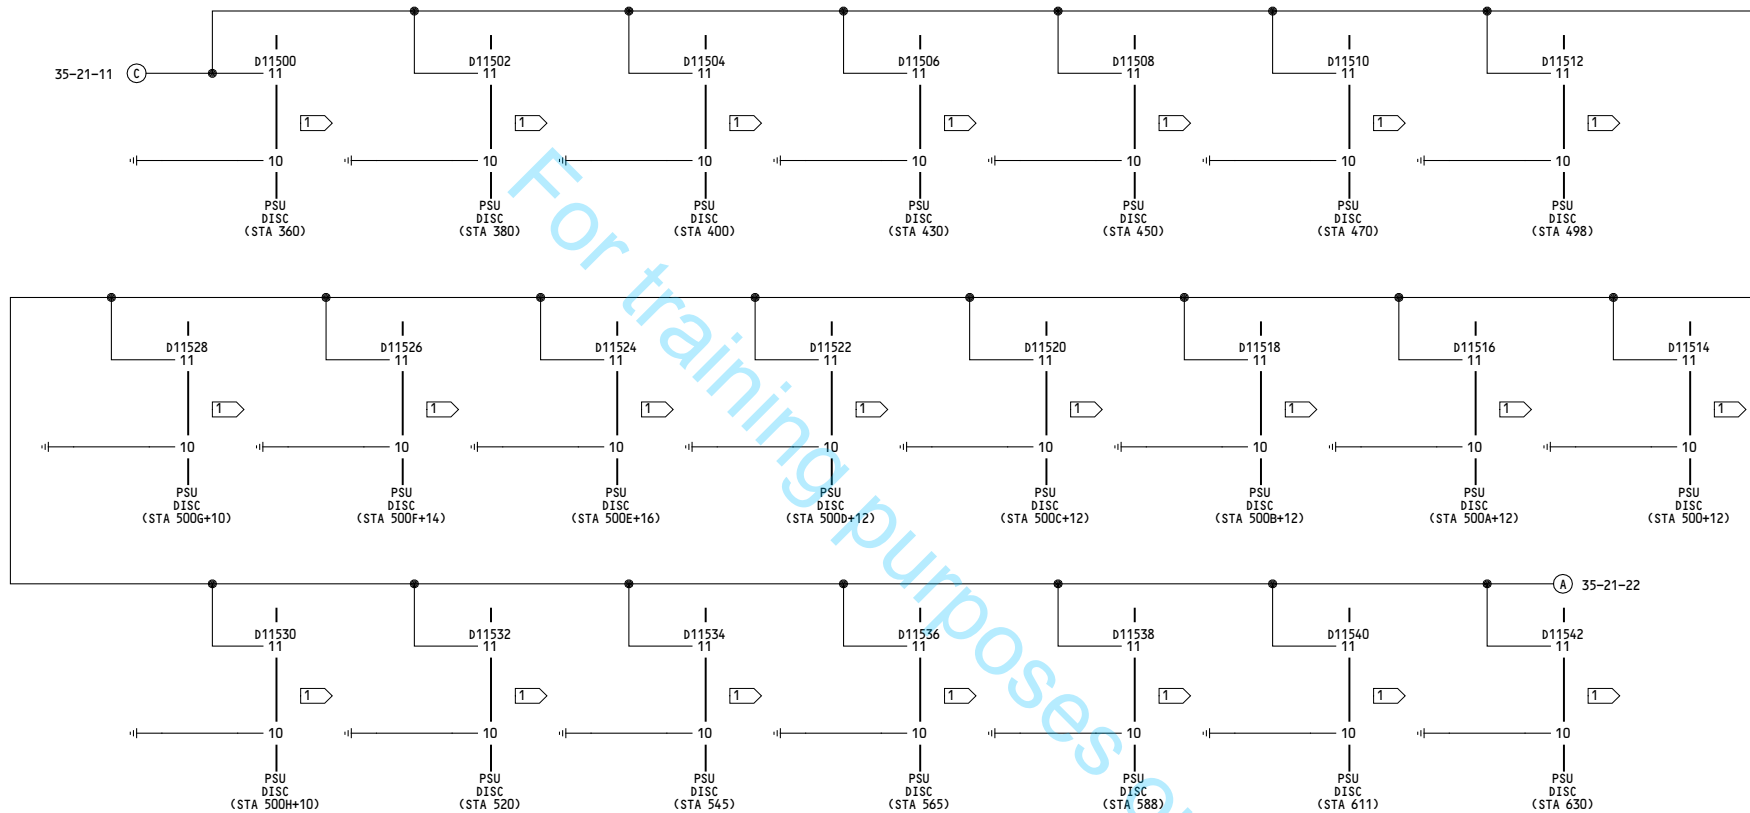 D11500 D11502 D11504 D11506 D11508 D11510 D11512
35-21-11 C 11 11 11 11 11 11 11
1 1 1 1 1 1 1
10 10 10 10 10 10 10
PSU PSU PSU PSU PSU PSU PSU
DISC DISC DISC DISC DISC DISC DISC
(STA 360) (STA 380) (STA 400) (STA 430) (STA 450) (STA 470) (STA 498)
D11528 D11526 D11524 D11522 D11520 D11518 D11516 D11514
11 11 11 11 11 11 11 11
1 1 1 1 1 1 1 1
10 10 10 10 10 10 10 10
PSU PSU PSU PSU PSU PSU PSU PSU
DISC DISC DISC DISC DISC DISC DISC DISC
(STA 500G+10) (STA 500F+14) (STA 500E+16) (STA 500D+12) (STA 500C+12) (STA 500B+12) (STA 500A+12) (STA 500+12)
A 35-21-22
D11530 D11532 D11534 D11536 D11538 D11540 D11542
11 11 11 11 11 11 11
1 1 1 1 1 1 1
10 10 10 10 10 10 10
PSU PSU PSU PSU PSU PSU PSU
DISC DISC DISC DISC DISC DISC DISC
(STA 500H+10) (STA 520) (STA 545) (STA 565) (STA 588) (STA 611) (STA 630)
For training purposes